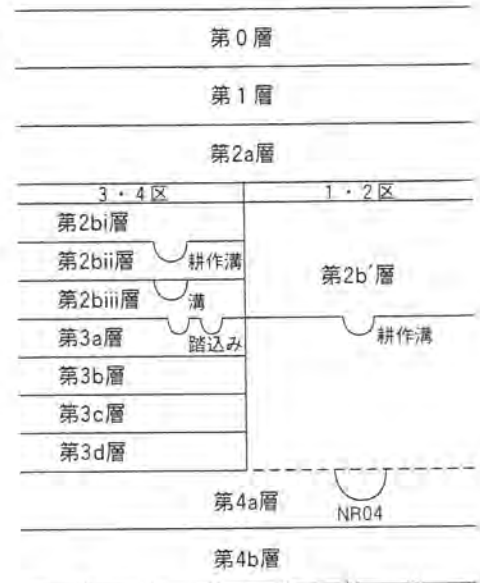 第0層
第1層
第2a層
3・4区 1・2区
第2bi層
第2bii層 耕作溝
第2b´層
第2biii層 溝
第3a層 踏込み 耕作溝
第3b層
第3c層
第3d層
第4a層 NR04
第4b層